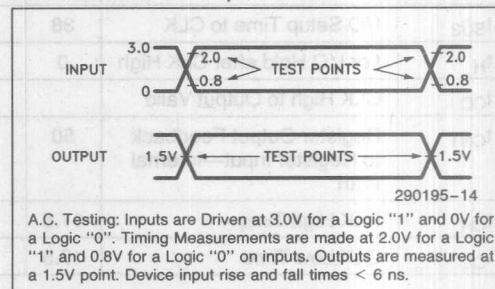 3.0
2.0
2.0
INPUT
TEST POINTS
0.8
0.8
0
OUTPUT
1.5V
TEST POINTS
1.5V
290195–14
A.C. Testing: Inputs are Driven at 3.0V for a Logic "1" and 0V for
a Logic "0". Timing Measurements are made at 2.0V for a Logic
"1" and 0.8V for a Logic "0" on inputs. Outputs are measured at
a 1.5V point. Device input rise and fall times < 6 ns.